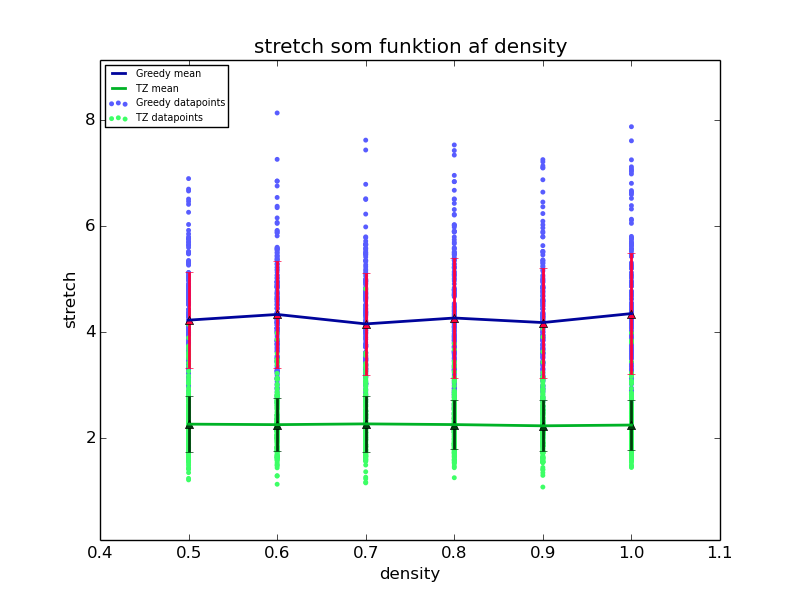 stretch som funktion af density
Greedy mean
TZ mean
Greedy datapoints
TZ datapoints
8
6
4
2
stretch
0.4 0.5 0.6 0.7 0.8 0.9 1.0 1.1
density